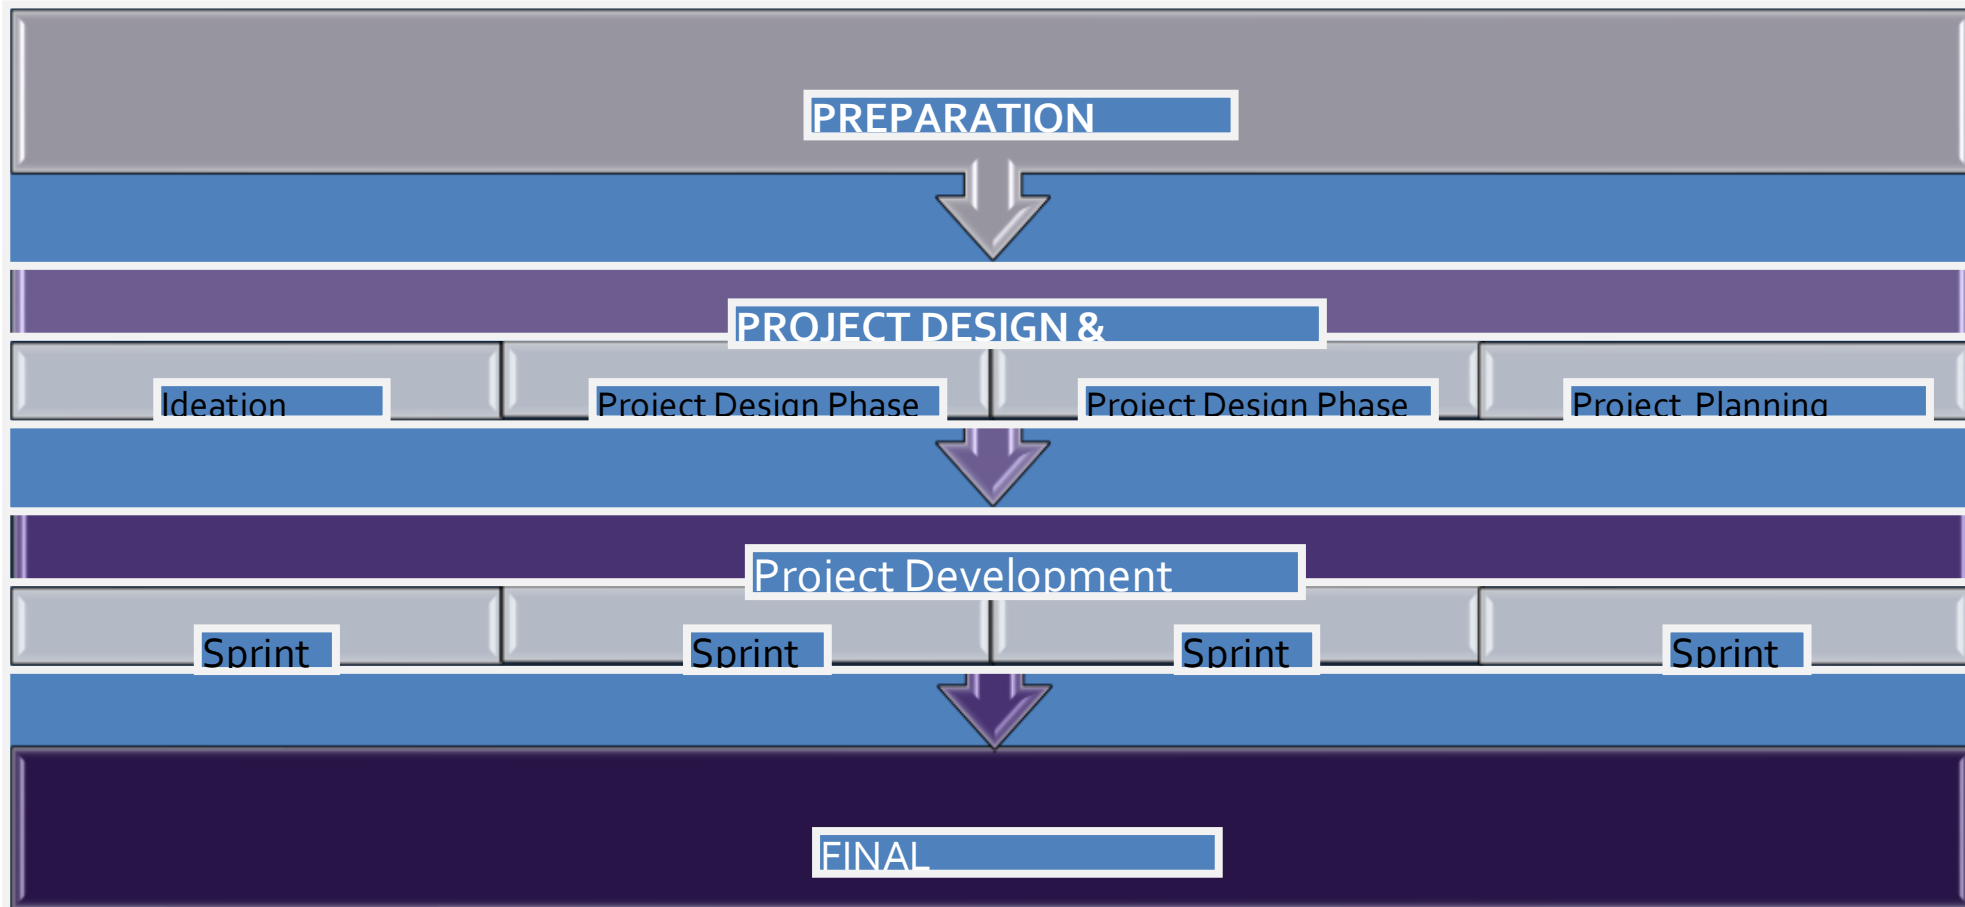 PREPARATION
PROJECT DESIGN &
Ideation
Project Design Phase
Project Design Phase
Project Planning
Project Development
Sprint
Sprint
Sprint
Sprint
FINAL